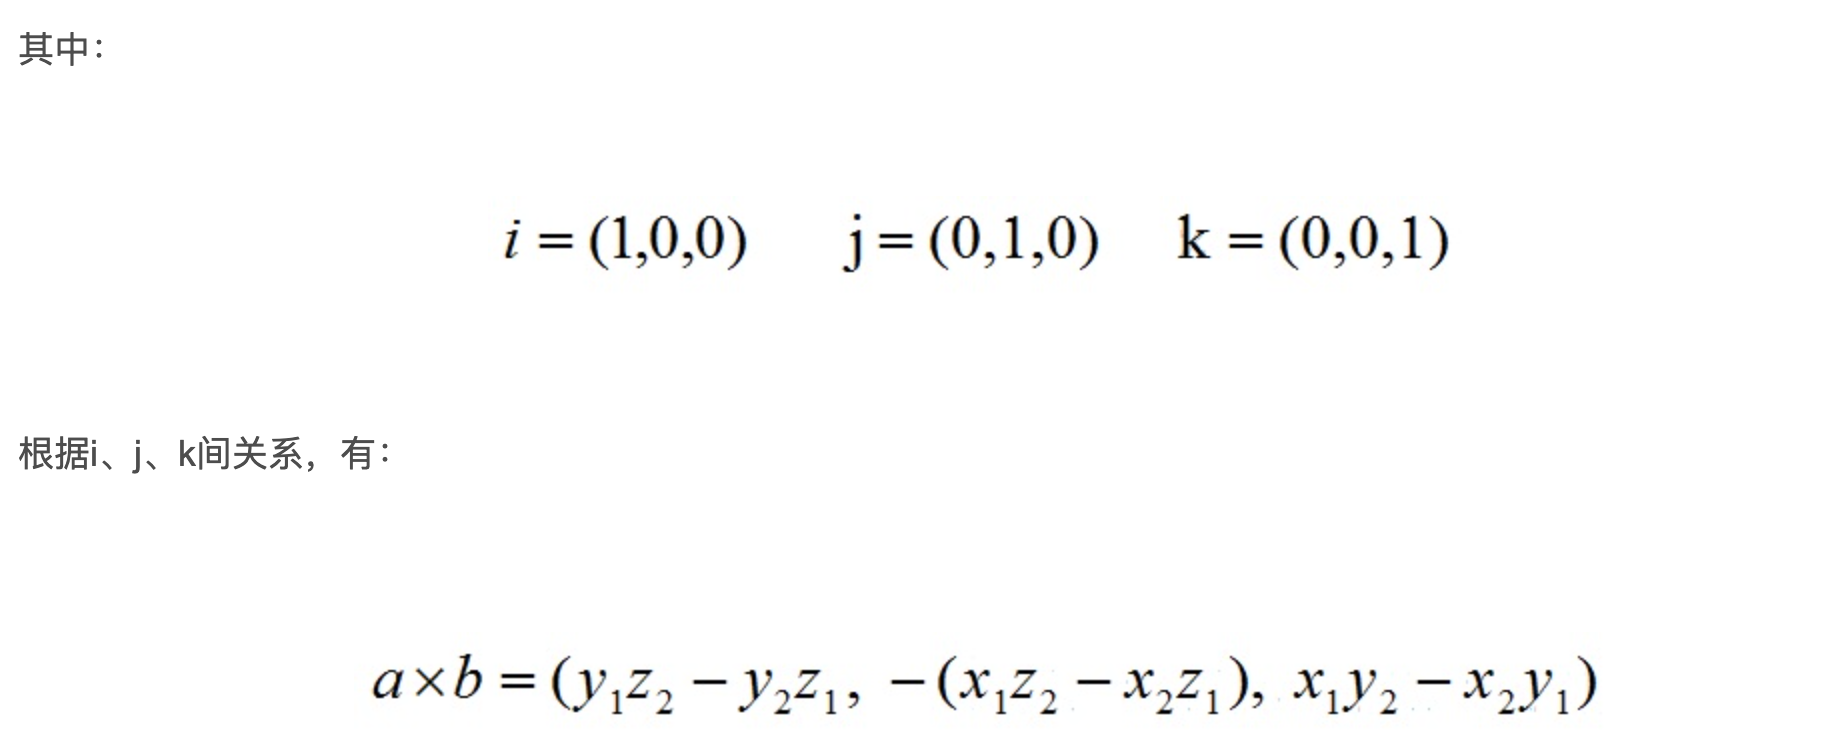 其中：
i = (1,0,0) j = (0,1,0) k = (0,0,1)
根据i、j、k间关系，有：
a×b = (y₁z₂ − y₂z₁, −(x₁z₂ − x₂z₁), x₁y₂ − x₂y₁)